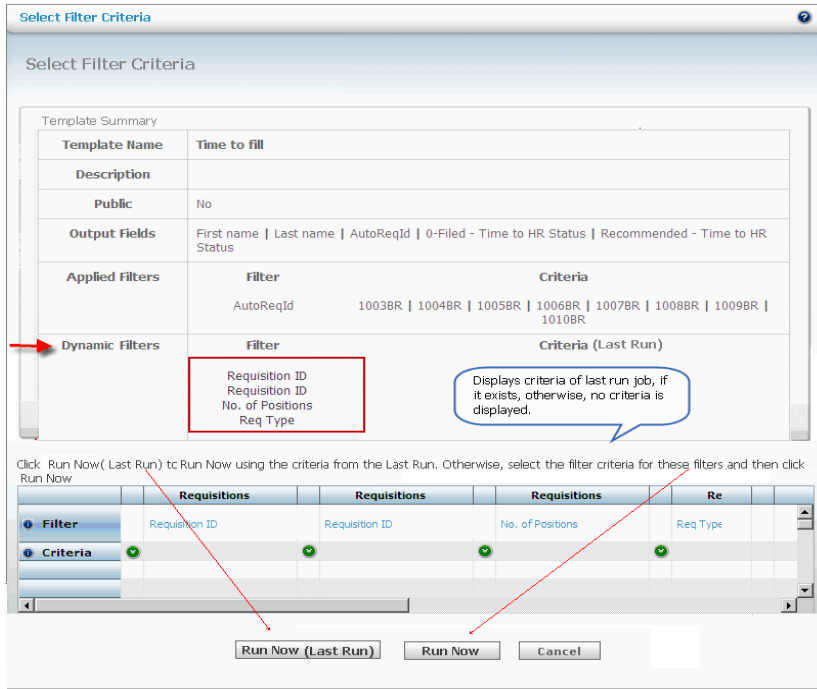 Select Filter Criteria
Select Filter Criteria
Template Summary
Template Name Time to fill
Description
Public No
Output Fields First name | Last name | AutoReqId | 0-Filed - Time to HR Status | Recommended - Time to HR
Status
Applied Filters Filter Criteria
AutoReqId 1003BR | 1004BR | 1005BR | 1006BR | 1007BR | 1008BR | 1009BR |
1010BR
Dynamic Filters Filter Criteria (Last Run)
Requisition ID
Requisition ID
No. of Positions
Req Type
Displays criteria of last run job, if
it exists, otherwise, no criteria is
displayed.
Click Run Now( Last Run) tc Run Now using the criteria from the Last Run. Otherwise, select the filter criteria for these filters and then click
Run Now
Requisitions Requisitions Requisitions Re
Filter Requisition ID Requisition ID No. of Positions Req Type
Criteria
Run Now (Last Run) Run Now Cancel